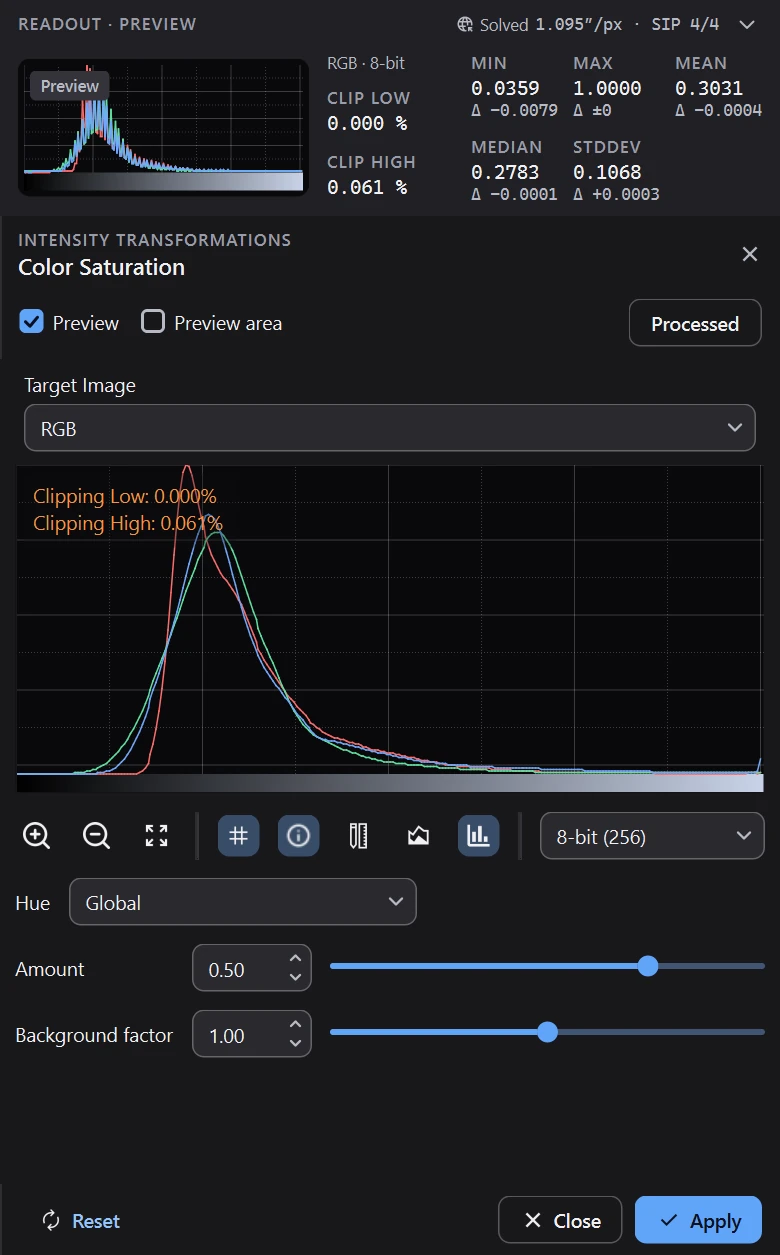 READOUT · PREVIEW
Solved 1.095″/px · SIP 4/4
Preview
RGB · 8-bit
CLIP LOW
0.000 %
CLIP HIGH
0.061 %
MIN
0.0359
Δ −0.0079
MAX
1.0000
Δ ±0
MEAN
0.3031
Δ −0.0004
MEDIAN
0.2783
Δ −0.0001
STDDEV
0.1068
Δ +0.0003
INTENSITY TRANSFORMATIONS
Color Saturation
Preview
Preview area
Processed
Target Image
RGB
Clipping Low: 0.000%
Clipping High: 0.061%
8-bit (256)
Hue
Global
Amount
0.50
Background factor
1.00
Reset
Close
Apply